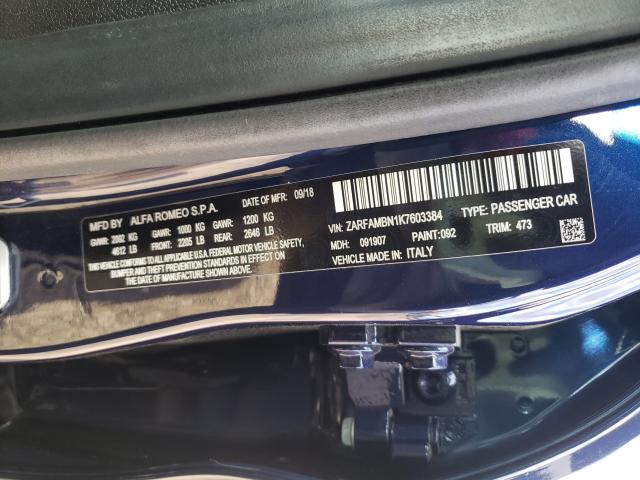 MFD BY ALFA ROMEO S.P.A. DATE OF MFR: 09/18
GVWR: 2092 KG GAWR: 1000 KG GAWR: 1200 KG
4612 LB FRONT: 2205 LB REAR: 2646 LB
THIS VEHICLE CONFORMS TO ALL APPLICABLE FEDERAL MOTOR VEHICLE SAFETY,
BUMPER AND THEFT PREVENTION STANDARDS IN EFFECT ON
THE DATE OF MANUFACTURE SHOWN ABOVE.
VIN: ZARFAMBN1K7603384 TYPE: PASSENGER CAR
MDH: 091907 PAINT:092 TRIM: 473
VEHICLE MADE IN: ITALY